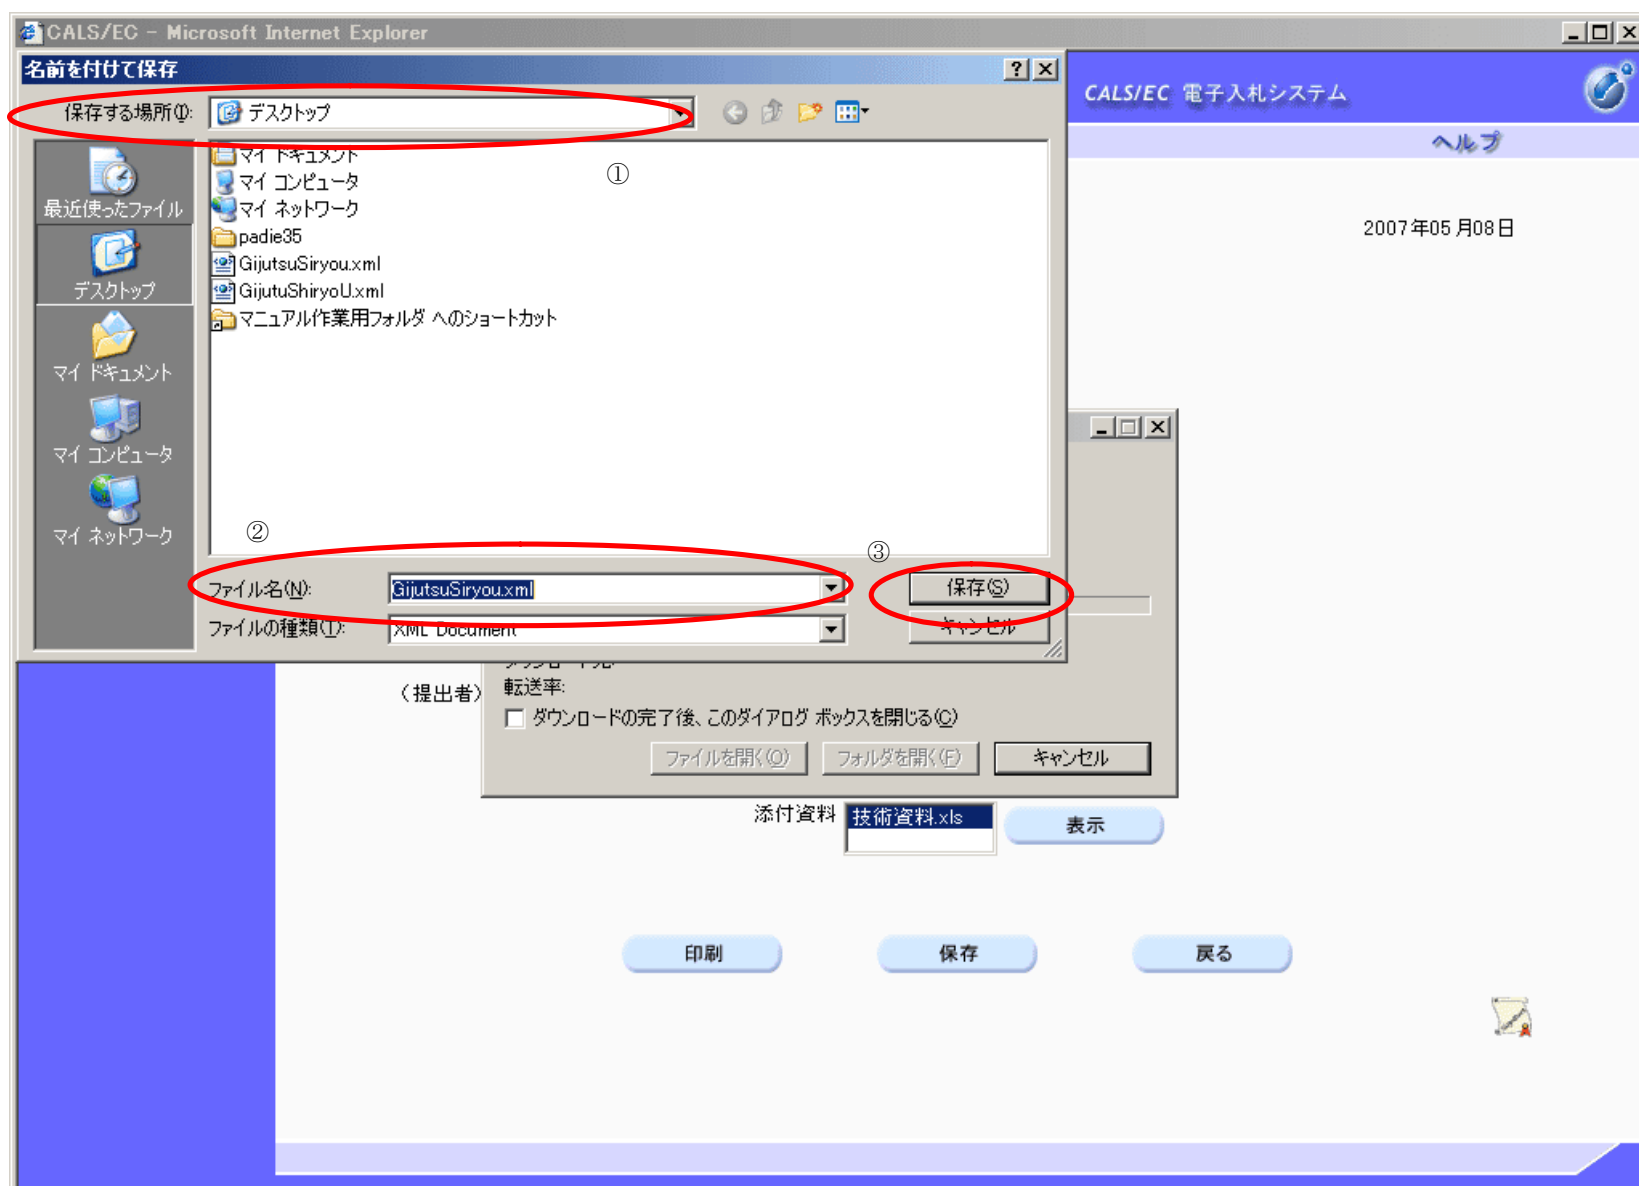 CALS/EC - Microsoft Internet Explorer
名前を付けて保存
保存する場所(I):
デスクトップ
CALS/EC 電子入札システム
ヘルプ
マイ ドキュメント
①
マイ コンピュータ
マイ ネットワーク
padie35
GijutsuSiryou.xml
GijutuShiryoU.xml
マニュアル作業用フォルダ へのショートカット
最近使ったファイル
デスクトップ
マイ ドキュメント
マイ コンピュータ
マイ ネットワーク
2007年05月08日
②
③
ファイル名(N):
GijutsuSiryou.xml
保存(S)
ファイルの種類(T):
XML Document
キャンセル
ダウンロード先:
転送率:
ダウンロードの完了後、このダイアログ ボックスを閉じる(C)
ファイルを開く(O)
フォルダを開く(F)
キャンセル
(提出者)
添付資料
技術資料.xls
表示
印刷
保存
戻る